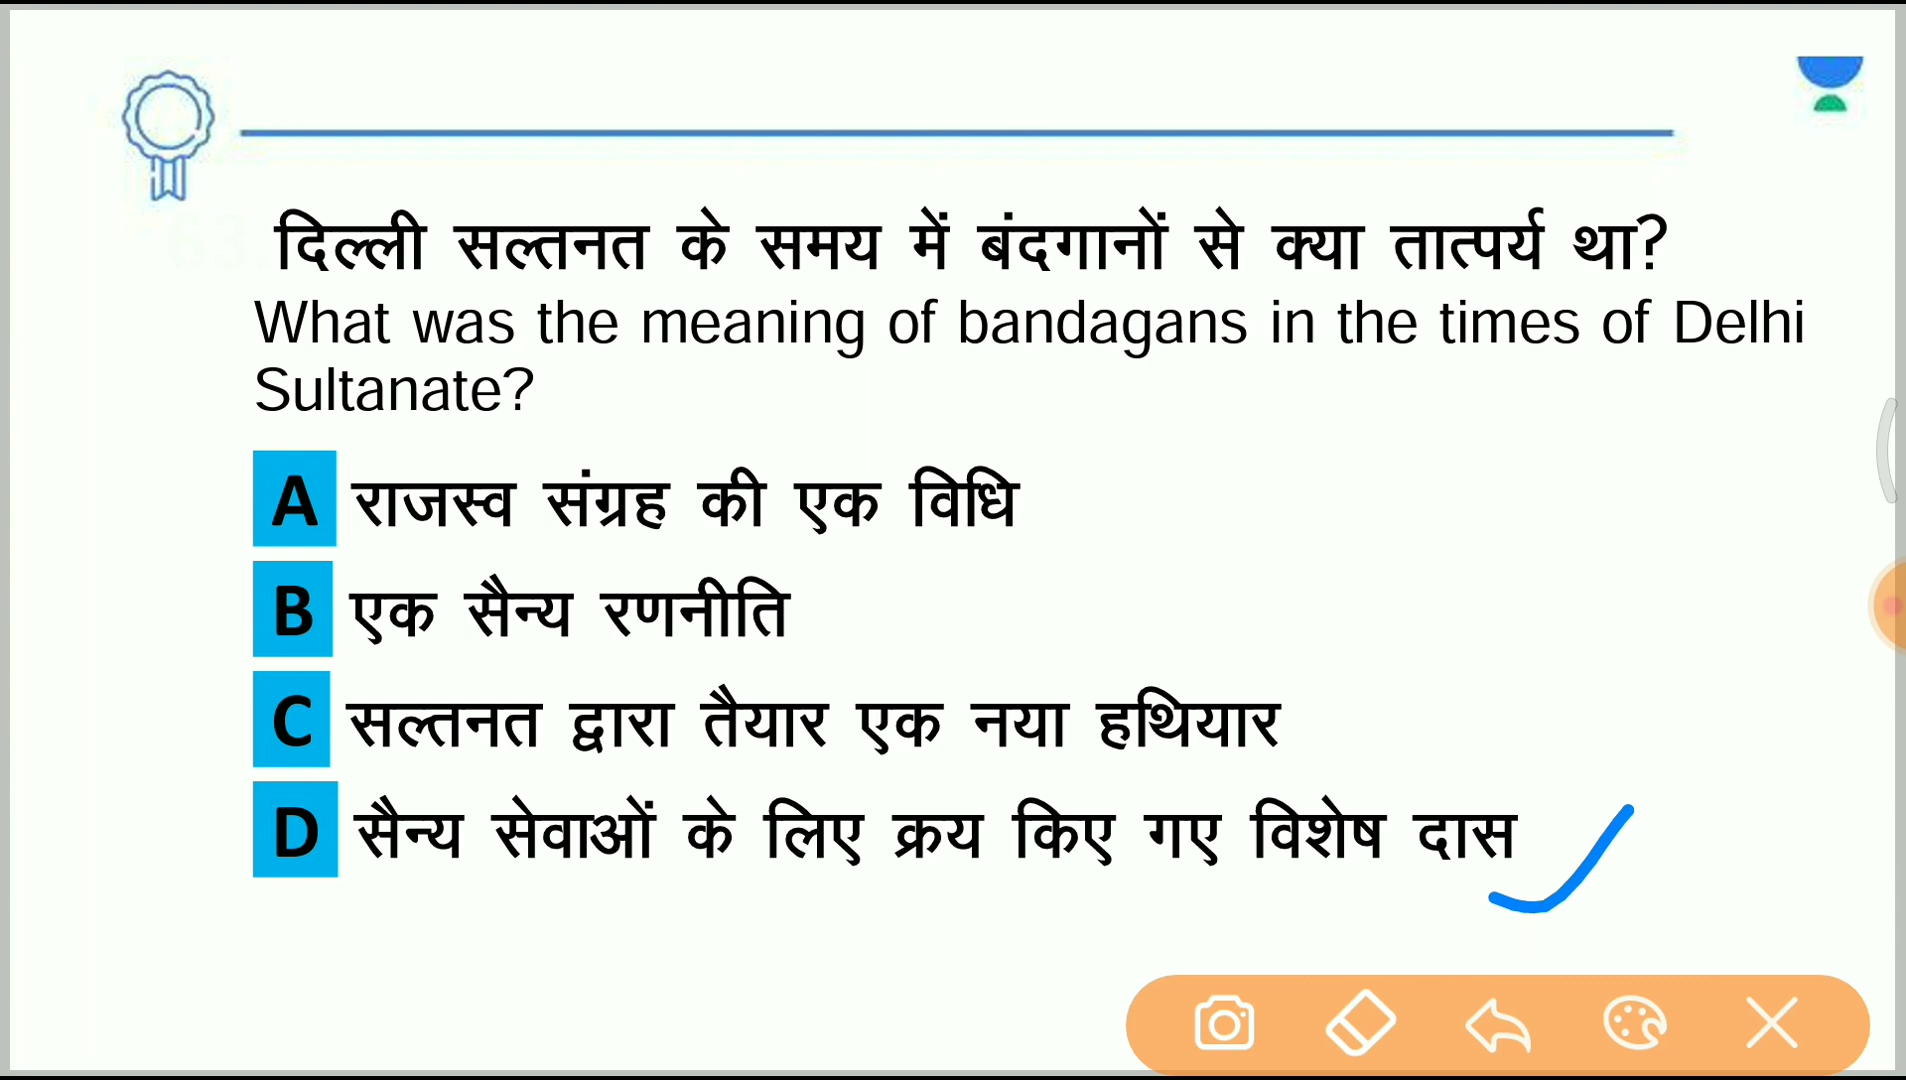 दिल्ली सल्तनत के समय में बंदगानों से क्या तात्पर्य था?
What was the meaning of bandagans in the times of Delhi
Sultanate?
A राजस्व संग्रह की एक विधि
B एक सैन्य रणनीति
C सल्तनत द्वारा तैयार एक नया हथियार
D सैन्य सेवाओं के लिए क्रय किए गए विशेष दास